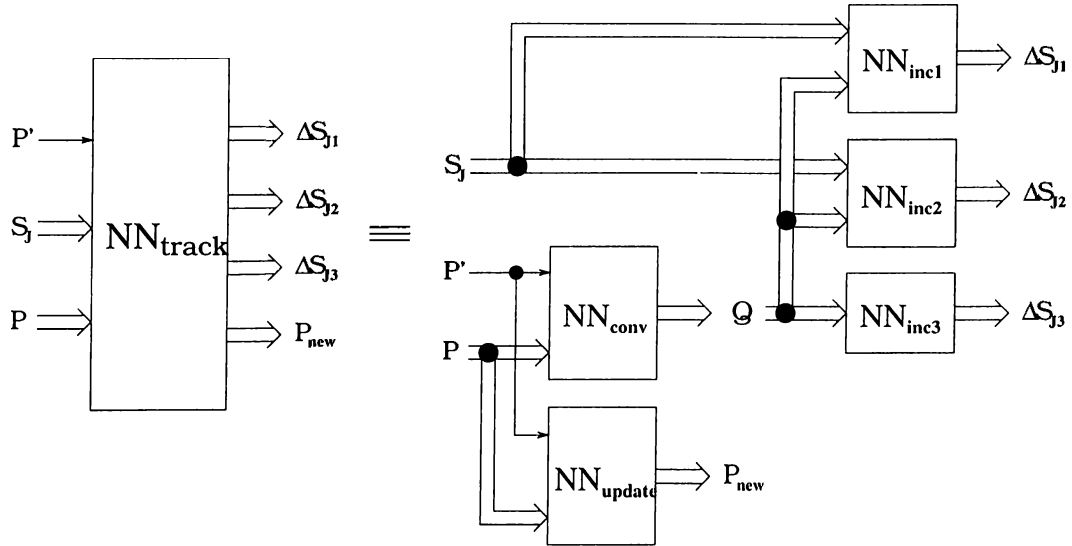 P'
S_J
P
NN_track
ΔS_J1
ΔS_J2
ΔS_J3
P_new
≡
S_J
P'
P
NN_conv
NN_update
P_new
Q
NN_inc1
ΔS_J1
NN_inc2
ΔS_J2
NN_inc3
ΔS_J3